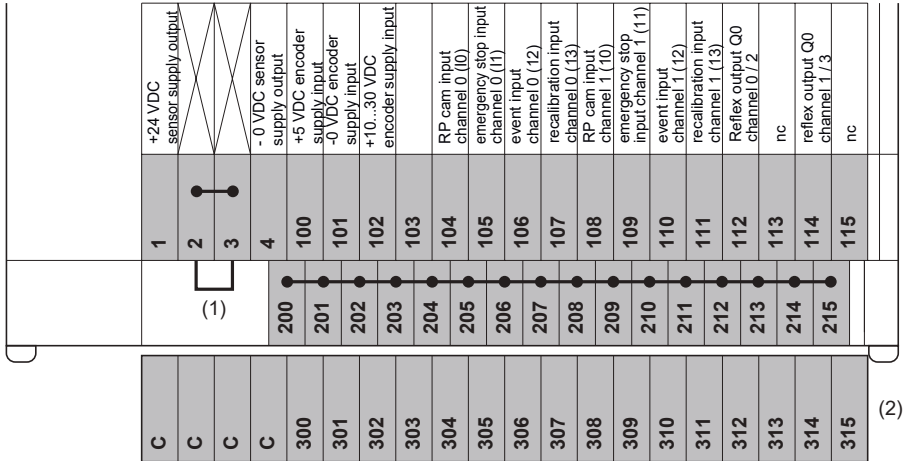 +24 VDC
sensor supply output
- 0 VDC sensor
supply output
+5 VDC encoder
supply input
-0 VDC encoder
supply input
+10...30 VDC
encoder supply input
RP cam input
channel 0 (I0)
emergency stop input
channel 0 (I1)
event input
channel 0 (12)
recalibration input
channel 0 (13)
RP cam input
channel 1 (10)
emergency stop
input channel 1 (11)
event input
channel 1 (12)
recalibration input
channel 1 (13)
Reflex output Q0
channel 0 / 2
nc
reflex output Q0
channel 1 / 3
nc
1 2 3 4 100 101 102 103 104 105 106 107 108 109 110 111 112 113 114 115
(1)
200 201 202 203 204 205 206 207 208 209 210 211 212 213 214 215
C C C C 300 301 302 303 304 305 306 307 308 309 310 311 312 313 314 315
(2)